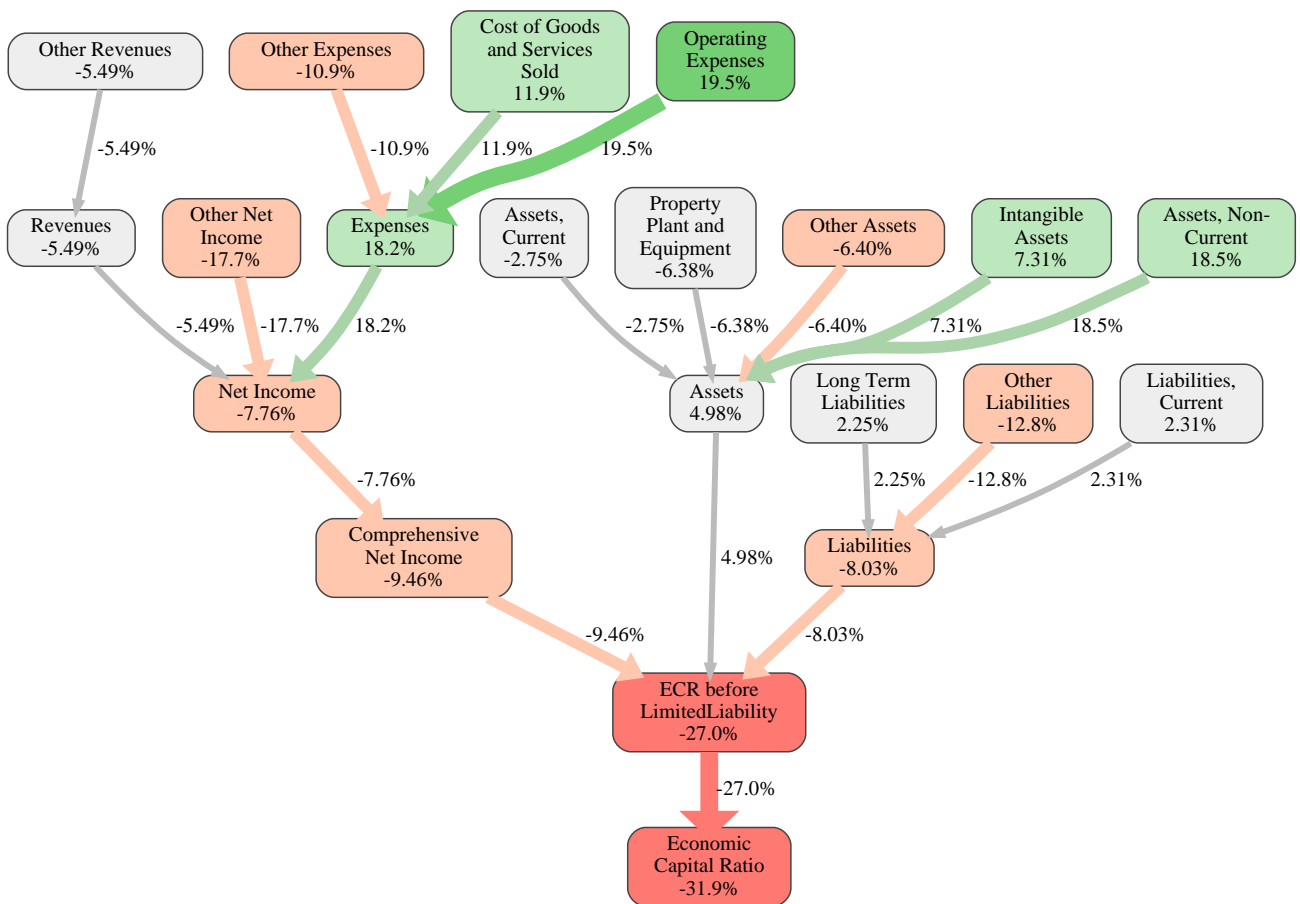 Other Revenues
-5.49%
Other Expenses
-10.9%
Cost of Goods
and Services
Sold
11.9%
Operating
Expenses
19.5%
-5.49%
-10.9%
11.9%
19.5%
Revenues
-5.49%
Other Net
Income
-17.7%
Expenses
18.2%
Assets,
Current
-2.75%
Property
Plant and
Equipment
-6.38%
Other Assets
-6.40%
Intangible
Assets
7.31%
Assets, Non-
Current
18.5%
-5.49%
-17.7%
18.2%
-2.75%
-6.38%
-6.40%
7.31%
18.5%
Net Income
-7.76%
Assets
4.98%
Long Term
Liabilities
2.25%
Other
Liabilities
-12.8%
Liabilities,
Current
2.31%
-7.76%
2.25%
-12.8%
2.31%
Comprehensive
Net Income
-9.46%
4.98%
Liabilities
-8.03%
-9.46%
-8.03%
ECR before
LimitedLiability
-27.0%
-27.0%
Economic
Capital Ratio
-31.9%